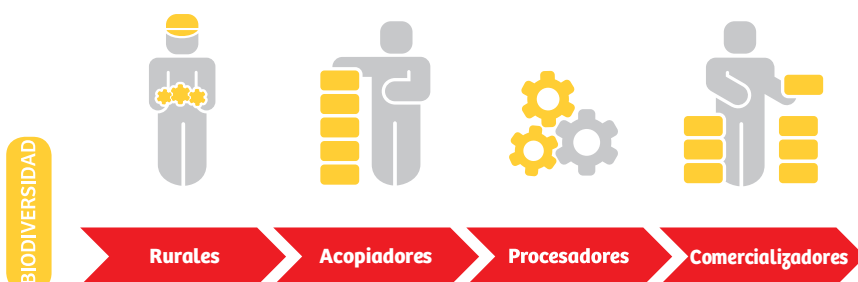 BIODIVERSIDAD
Rurales
Acopiadores
Procesadores
Comercializadores